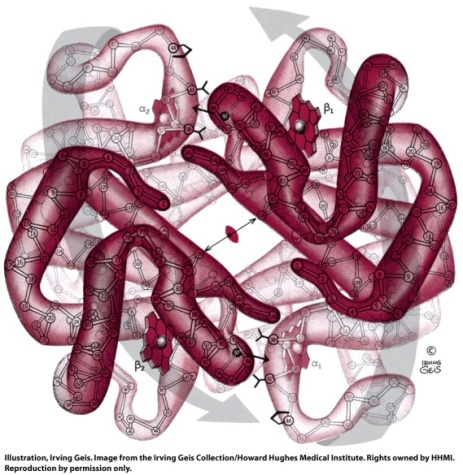 α₂
β₁
β₂
α₁
©
IRVING
GEIS
Illustration, Irving Geis. Image from the Irving Geis Collection/Howard Hughes Medical Institute. Rights owned by HHMI.
Reproduction by permission only.